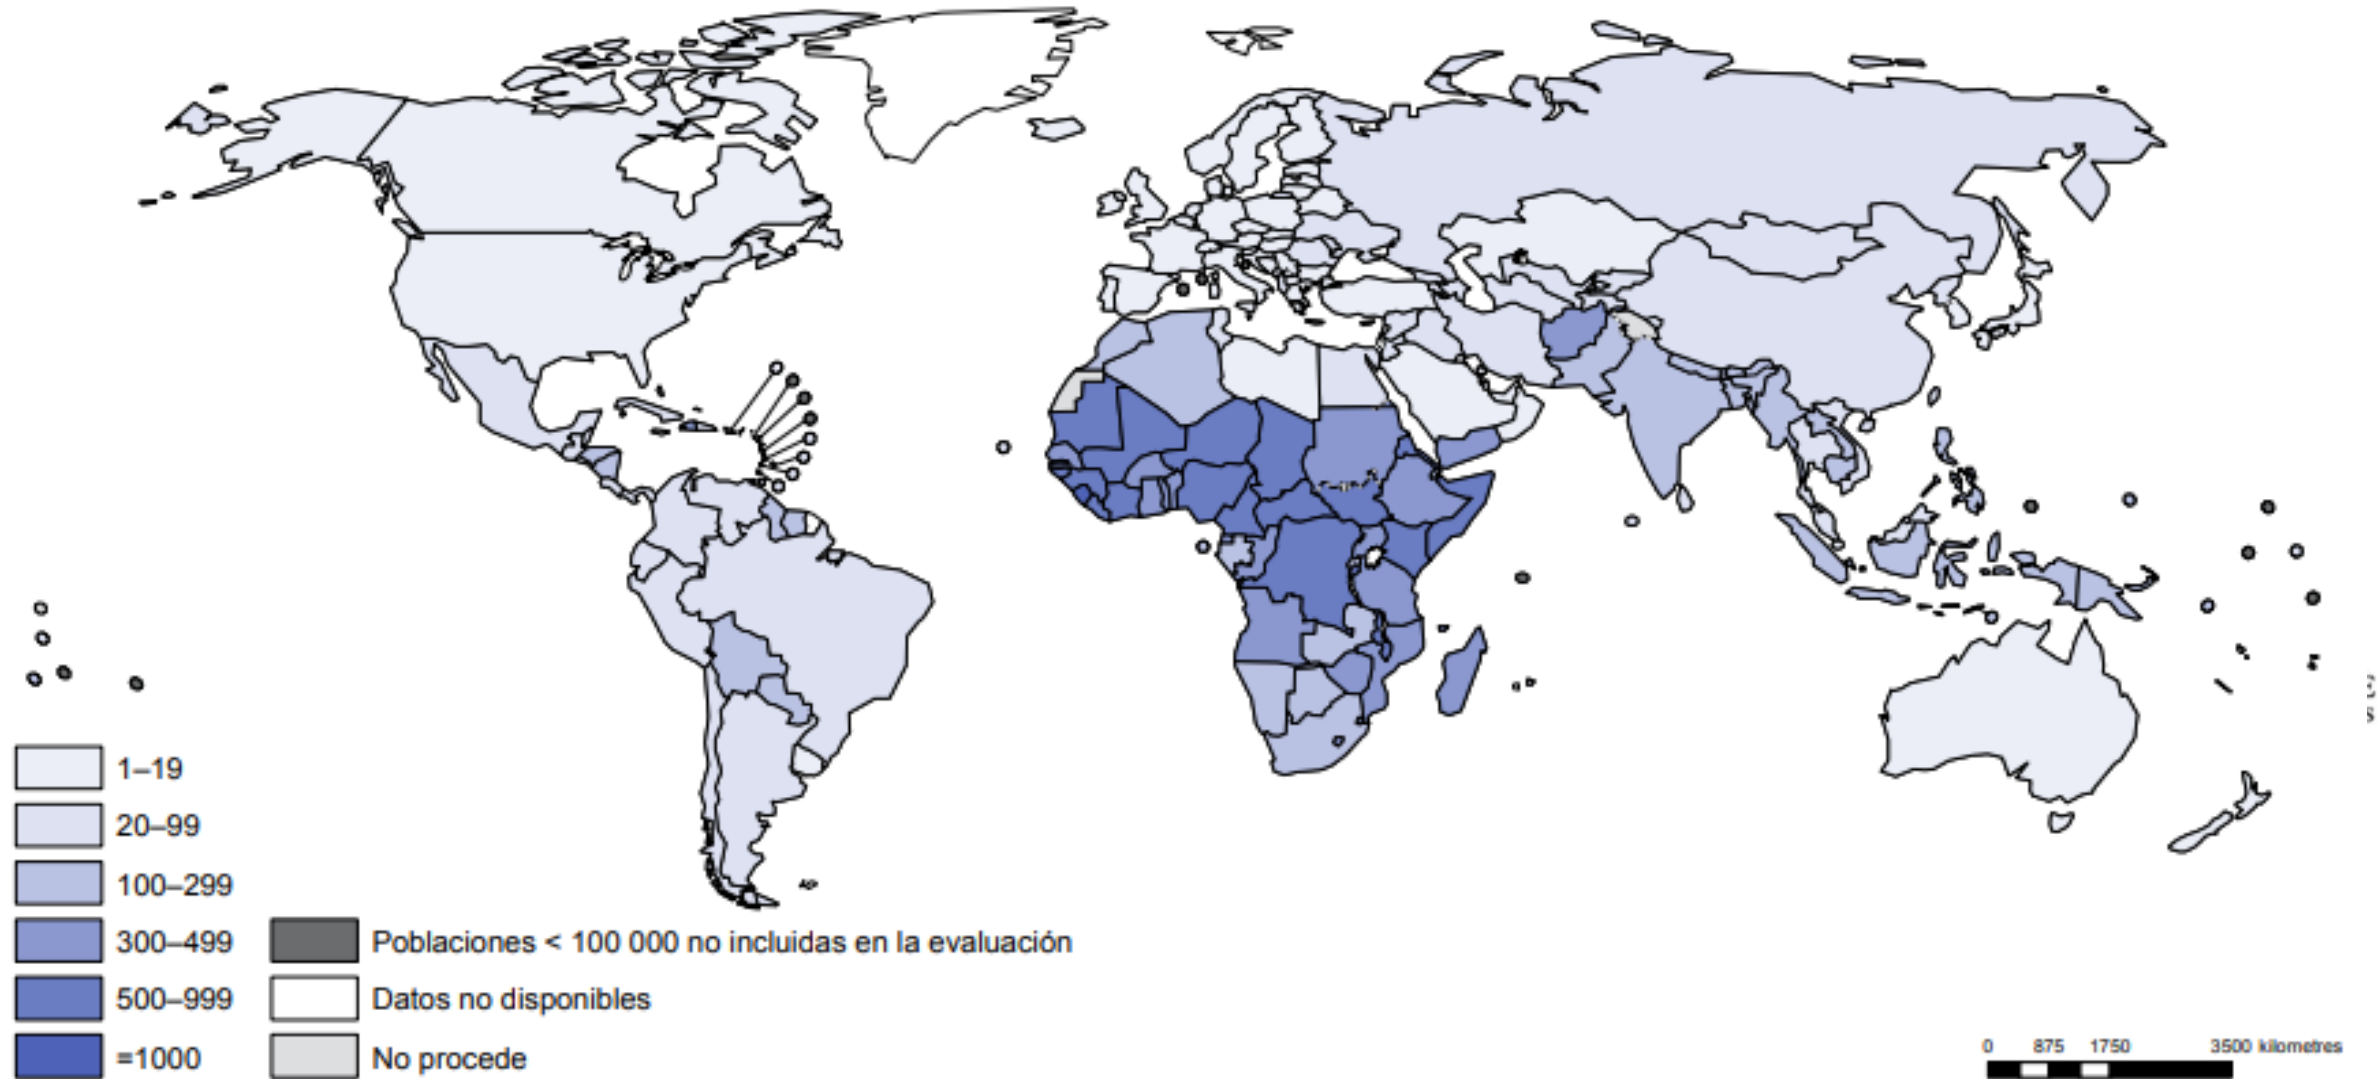 1–19
20–99
100–299
300–499
500–999
=1000
Poblaciones < 100 000 no incluidas en la evaluación
Datos no disponibles
No procede
0 875 1750 3500 kilometres